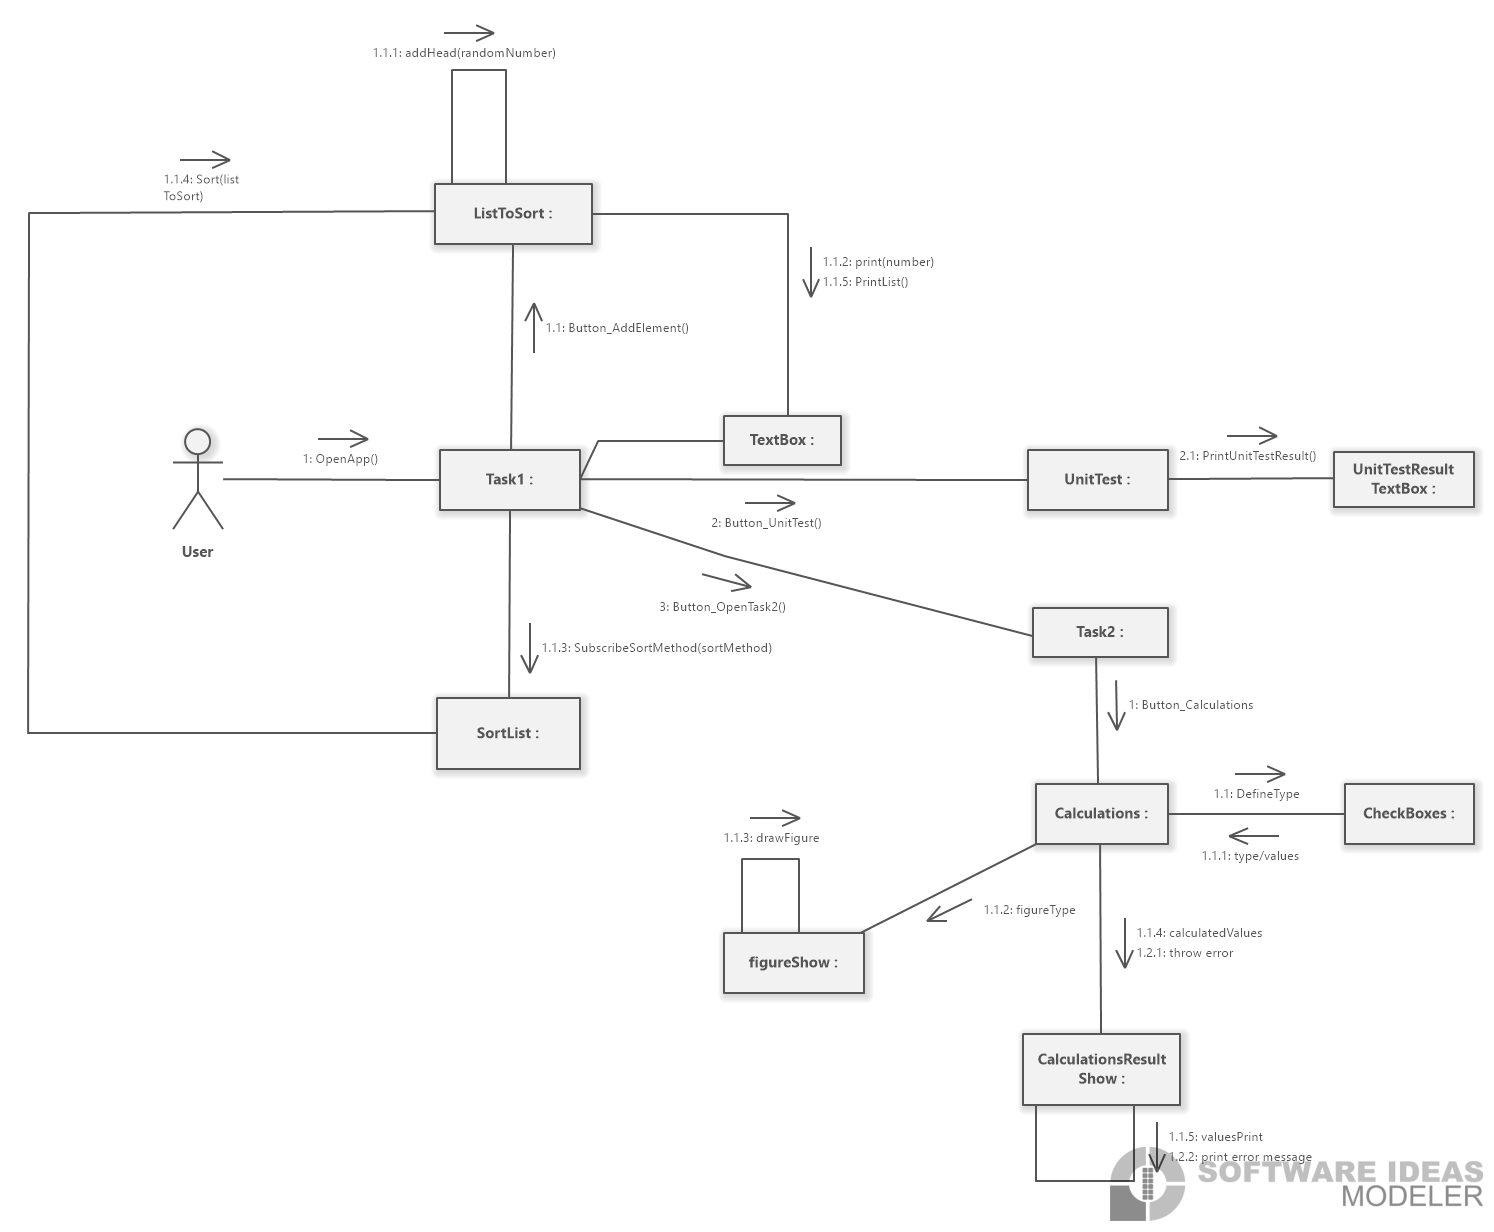 1.1.1: addHead(randomNumber)
1.1.4: Sort(list
ToSort)
ListToSort :
1.1.2: print(number)
1.1.5: PrintList()
1.1: Button_AddElement()
TextBox :
1: OpenApp()
User
Task1 :
2: Button_UnitTest()
UnitTest :
2.1: PrintUnitTestResult()
UnitTestResult
TextBox :
3: Button_OpenTask2()
Task2 :
1.1.3: SubscribeSortMethod(sortMethod)
SortList :
1: Button_Calculations
Calculations :
1.1: DefineType
1.1.1: type/values
CheckBoxes :
1.1.3: drawFigure
1.1.2: figureType
figureShow :
1.1.4: calculatedValues
1.2.1: throw error
CalculationsResult
Show :
1.1.5: valuesPrint
1.2.2: print error message
SOFTWARE IDEAS
MODELER